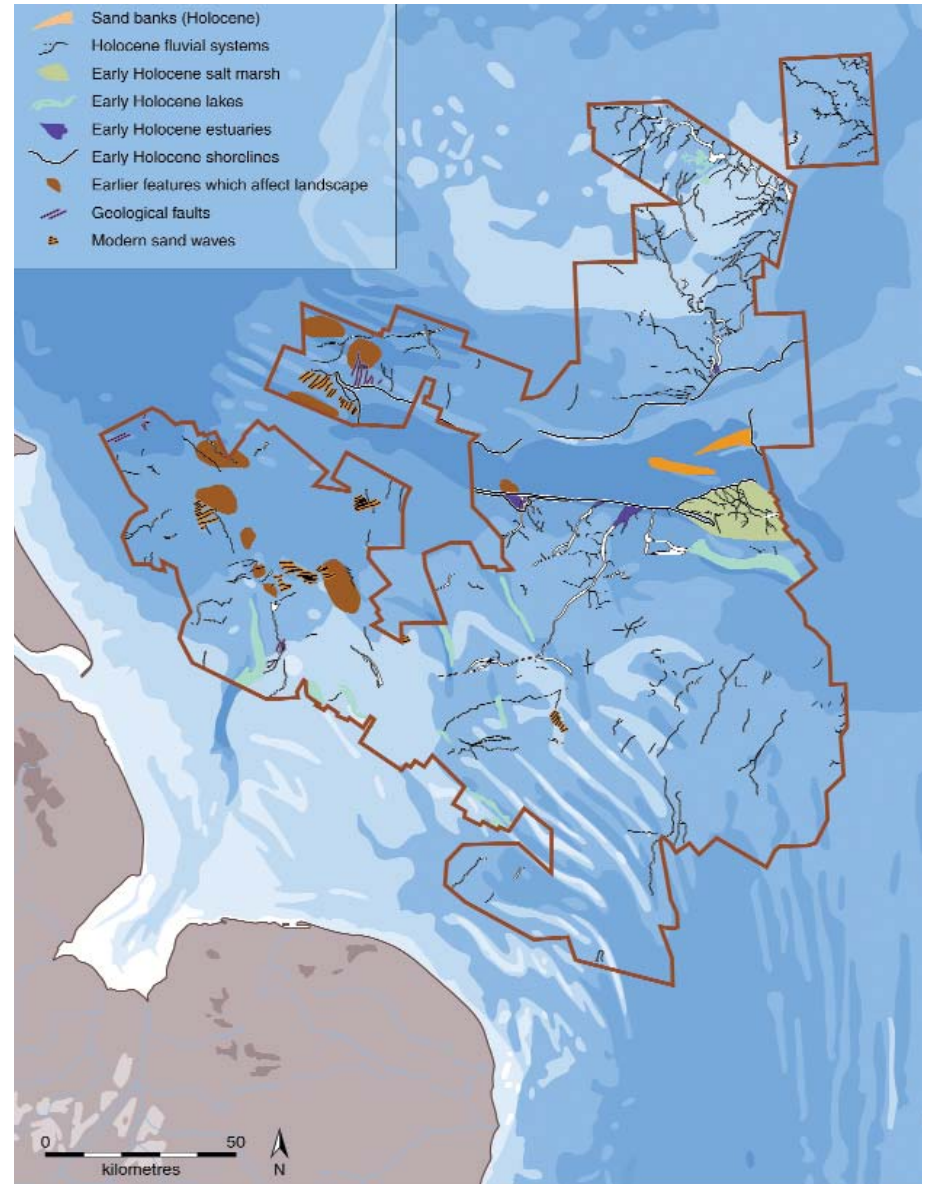 Sand banks (Holocene)
Holocene fluvial systems
Early Holocene salt marsh
Early Holocene lakes
Early Holocene estuaries
Early Holocene shorelines
Earlier features which affect landscape
Geological faults
Modern sand waves
0 50
kilometres
N